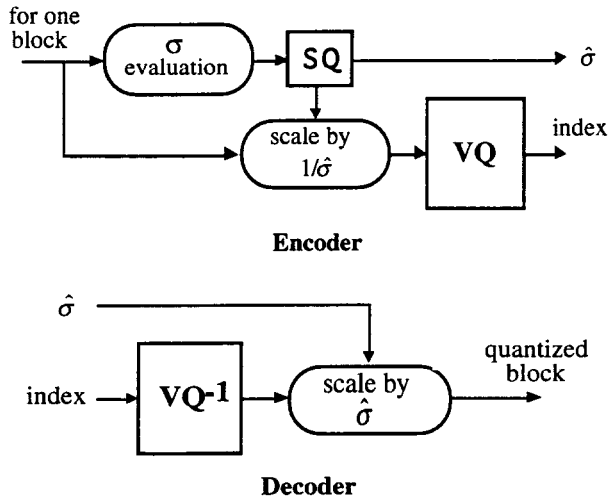 for one
block
σ
evaluation
SQ
σ̂
scale by
1/σ̂
VQ
index
Encoder
σ̂
index
VQ-1
scale by
σ̂
quantized
block
Decoder